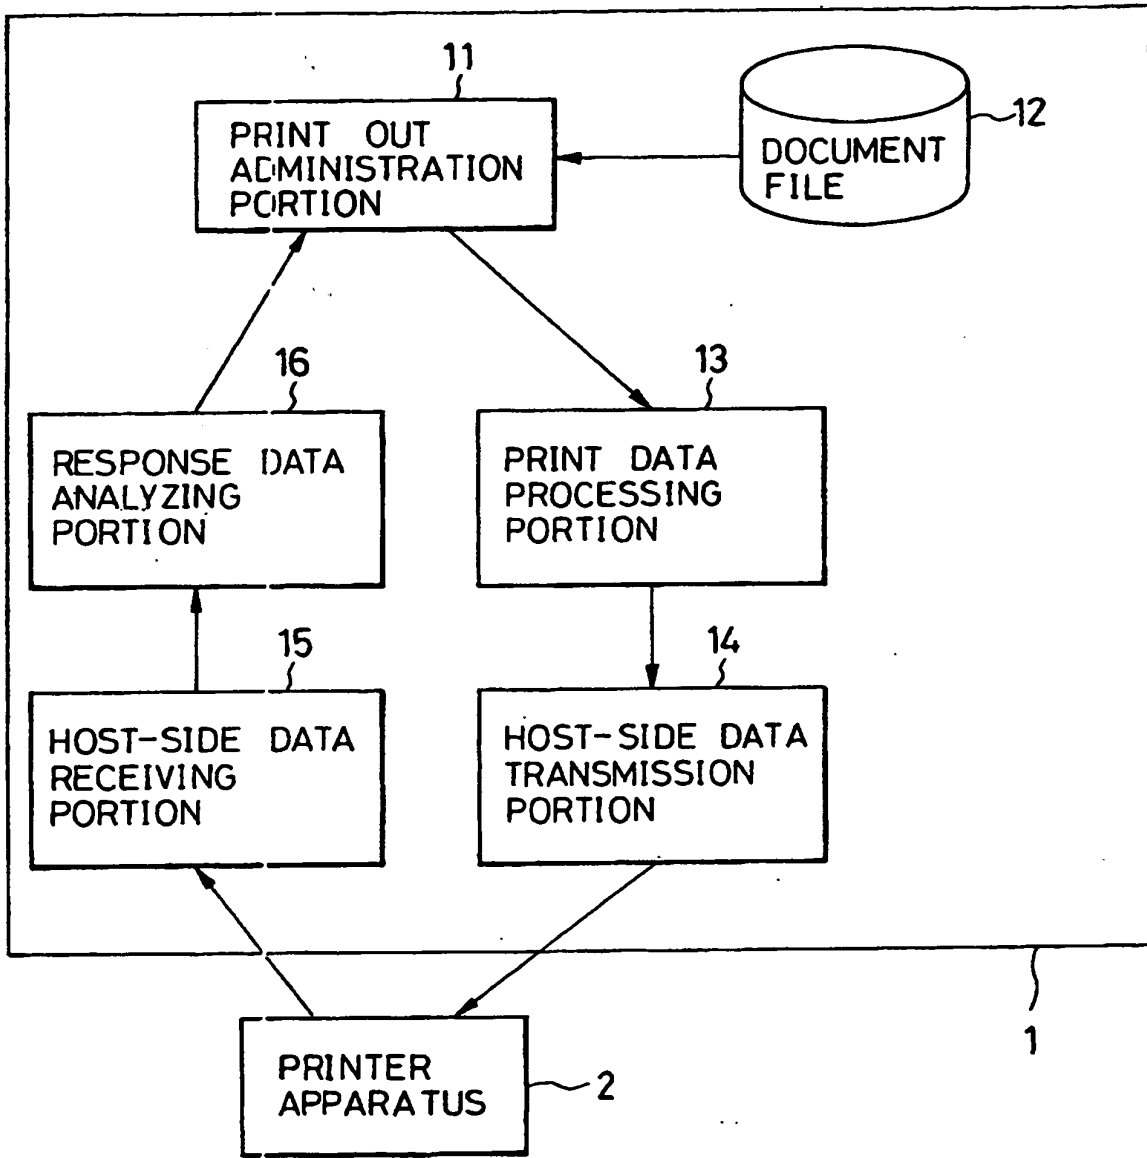 11
PRINT OUT
ADMINISTRATION
PORTION
12
DOCUMENT
FILE
16
RESPONSE DATA
ANALYZING
PORTION
13
PRINT DATA
PROCESSING
PORTION
15
HOST-SIDE DATA
RECEIVING
PORTION
14
HOST-SIDE DATA
TRANSMISSION
PORTION
1
PRINTER
APPARATUS
2